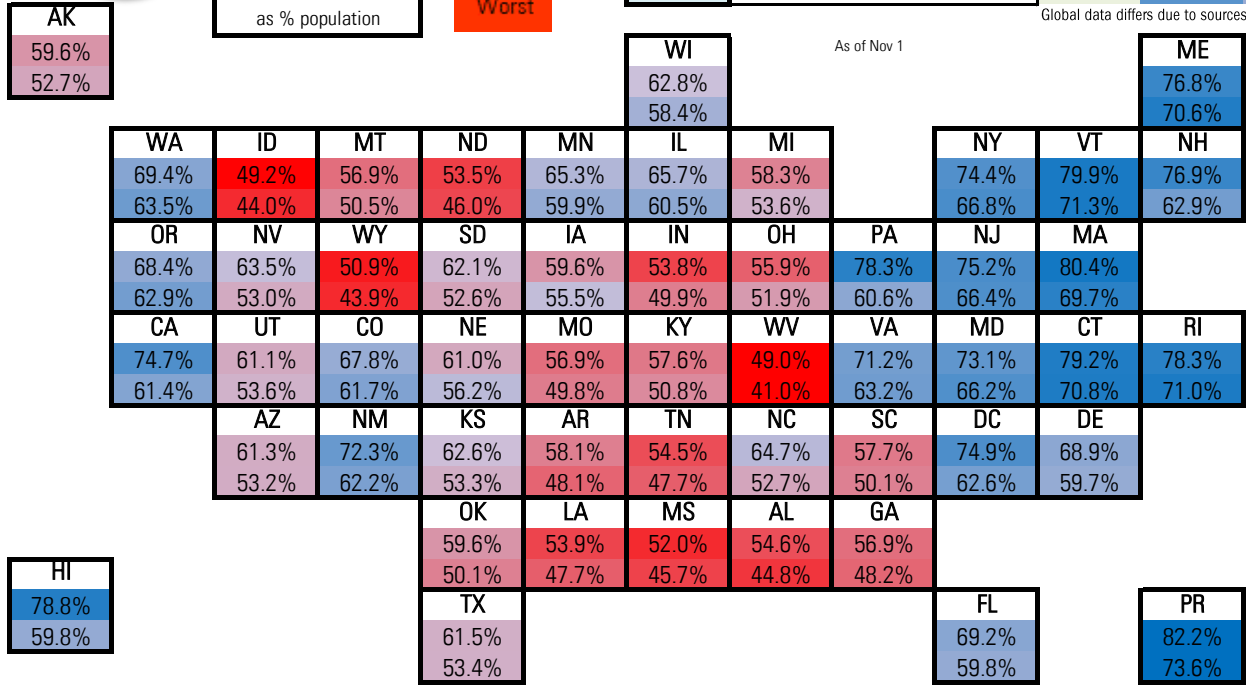 AK
as % population
Worst
Global data differs due to sources
59.6%
52.7%
WI
As of Nov 1
ME
62.8%
76.8%
58.4%
70.6%
WA ID MT ND MN IL MI NY VT NH
69.4% 49.2% 56.9% 53.5% 65.3% 65.7% 58.3% 74.4% 79.9% 76.9%
63.5% 44.0% 50.5% 46.0% 59.9% 60.5% 53.6% 66.8% 71.3% 62.9%
OR NV WY SD IA IN OH PA NJ MA
68.4% 63.5% 50.9% 62.1% 59.6% 53.8% 55.9% 78.3% 75.2% 80.4%
62.9% 53.0% 43.9% 52.6% 55.5% 49.9% 51.9% 60.6% 66.4% 69.7%
CA UT CO NE MO KY WV VA MD CT RI
74.7% 61.1% 67.8% 61.0% 56.9% 57.6% 49.0% 71.2% 73.1% 79.2% 78.3%
61.4% 53.6% 61.7% 56.2% 49.8% 50.8% 41.0% 63.2% 66.2% 70.8% 71.0%
AZ NM KS AR TN NC SC DC DE
61.3% 72.3% 62.6% 58.1% 54.5% 64.7% 57.7% 74.9% 68.9%
53.2% 62.2% 53.3% 48.1% 47.7% 52.7% 50.1% 62.6% 59.7%
OK LA MS AL GA
59.6% 53.9% 52.0% 54.6% 56.9%
50.1% 47.7% 45.7% 44.8% 48.2%
HI
78.8%
59.8%
TX FL PR
61.5% 69.2% 82.2%
53.4% 59.8% 73.6%